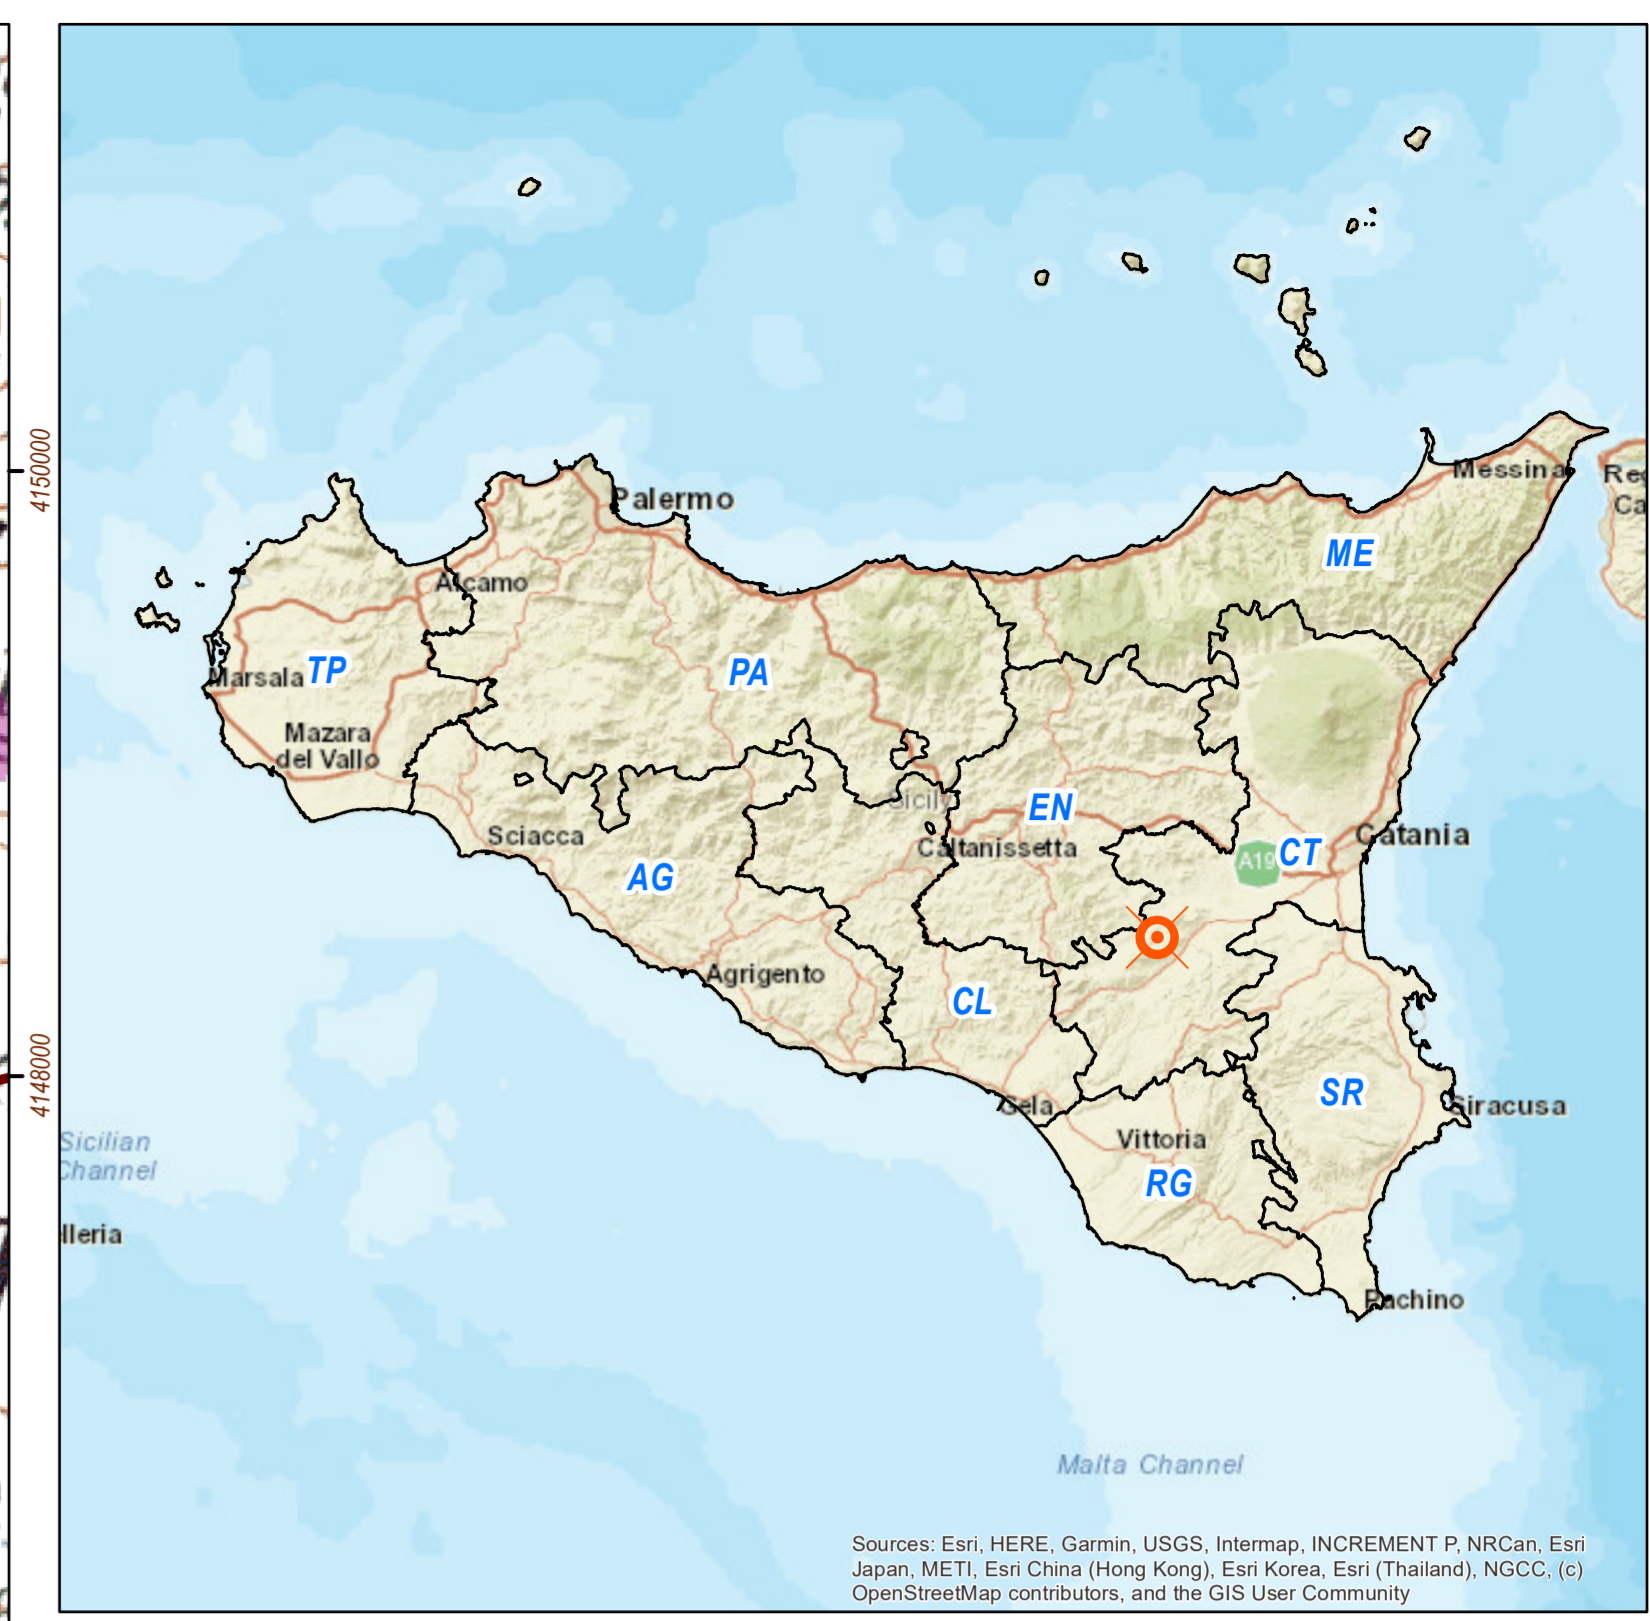 4150000
Palermo
Messina
Reg
Ca
ME
Alcamo
Marsala
TP
PA
Mazara
del Vallo
Sicily
EN
Sciacca
Caltanissetta
A19
CT
Catania
AG
Agrigento
CL
4148000
Gela
SR
Siracusa
Sicilian
Channel
Vittoria
RG
lleria
Pachino
Malta Channel
Sources: Esri, HERE, Garmin, USGS, Intermap, INCREMENT P, NRCan, Esri
Japan, METI, Esri China (Hong Kong), Esri Korea, Esri (Thailand), NGCC, (c)
OpenStreetMap contributors, and the GIS User Community